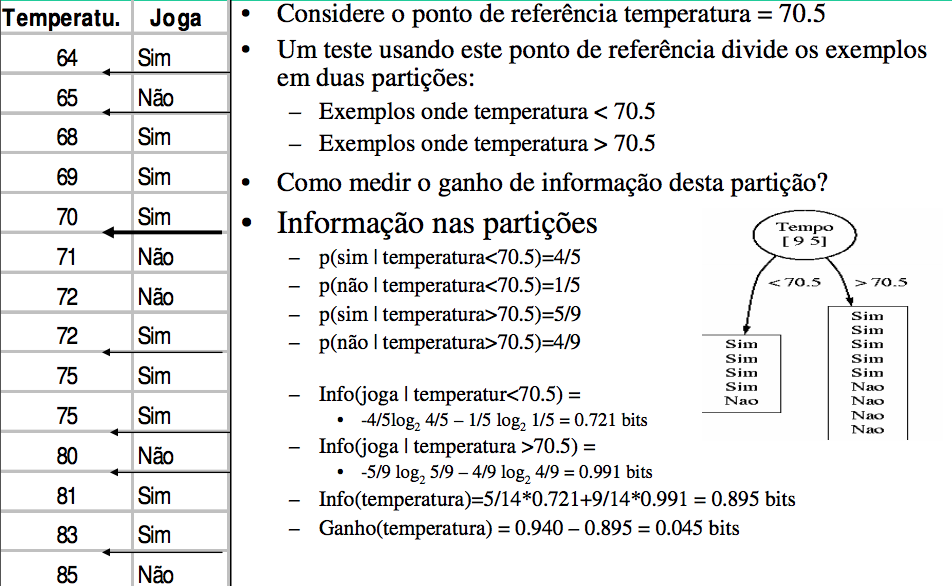 Temperatu. Joga
64 Sim
65 Não
68 Sim
69 Sim
70 Sim
71 Não
72 Não
72 Sim
75 Sim
75 Sim
80 Não
81 Sim
83 Sim
85 Não
• Considere o ponto de referência temperatura = 70.5
• Um teste usando este ponto de referência divide os exemplos
em duas partições:
– Exemplos onde temperatura < 70.5
– Exemplos onde temperatura > 70.5
• Como medir o ganho de informação desta partição?
• Informação nas partições
– p(sim | temperatura<70.5)=4/5
– p(não | temperatura<70.5)=1/5
– p(sim | temperatura>70.5)=5/9
– p(não | temperatura>70.5)=4/9
– Info(joga | temperatur<70.5) =
• -4/5log2 4/5 – 1/5 log2 1/5 = 0.721 bits
– Info(joga | temperatura >70.5) =
• -5/9 log2 5/9 – 4/9 log2 4/9 = 0.991 bits
– Info(temperatura)=5/14*0.721+9/14*0.991 = 0.895 bits
– Ganho(temperatura) = 0.940 – 0.895 = 0.045 bits
Tempo
[ 9 5]
< 70.5
> 70.5
Sim
Sim
Sim
Sim
Nao
Sim
Sim
Sim
Sim
Sim
Nao
Nao
Nao
Nao